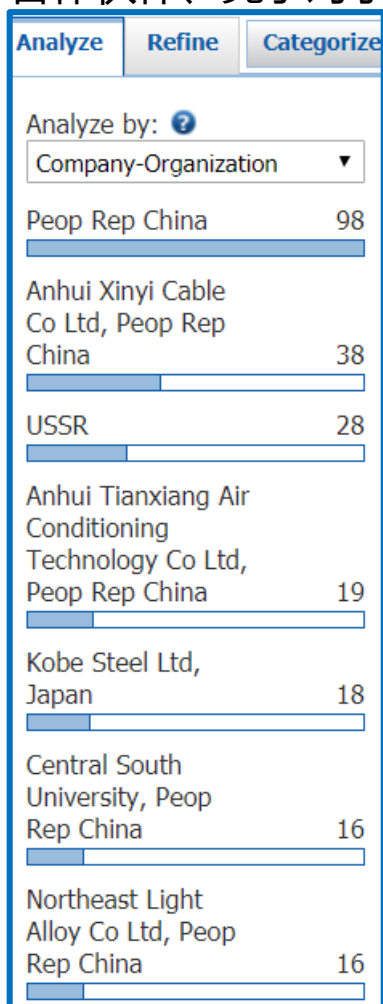 Analyze Refine Categorize
Analyze by: ?
Company-Organization ▼
Peop Rep China 98
Anhui Xinyi Cable
Co Ltd, Peop Rep
China 38
USSR 28
Anhui Tianxiang Air
Conditioning
Technology Co Ltd,
Peop Rep China 19
Kobe Steel Ltd,
Japan 18
Central South
University, Peop
Rep China 16
Northeast Light
Alloy Co Ltd, Peop
Rep China 16